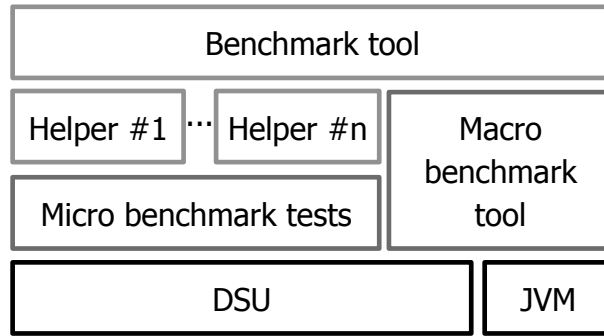 Benchmark tool
Helper #1 ... Helper #n
Macro
benchmark
tool
Micro benchmark tests
DSU
JVM